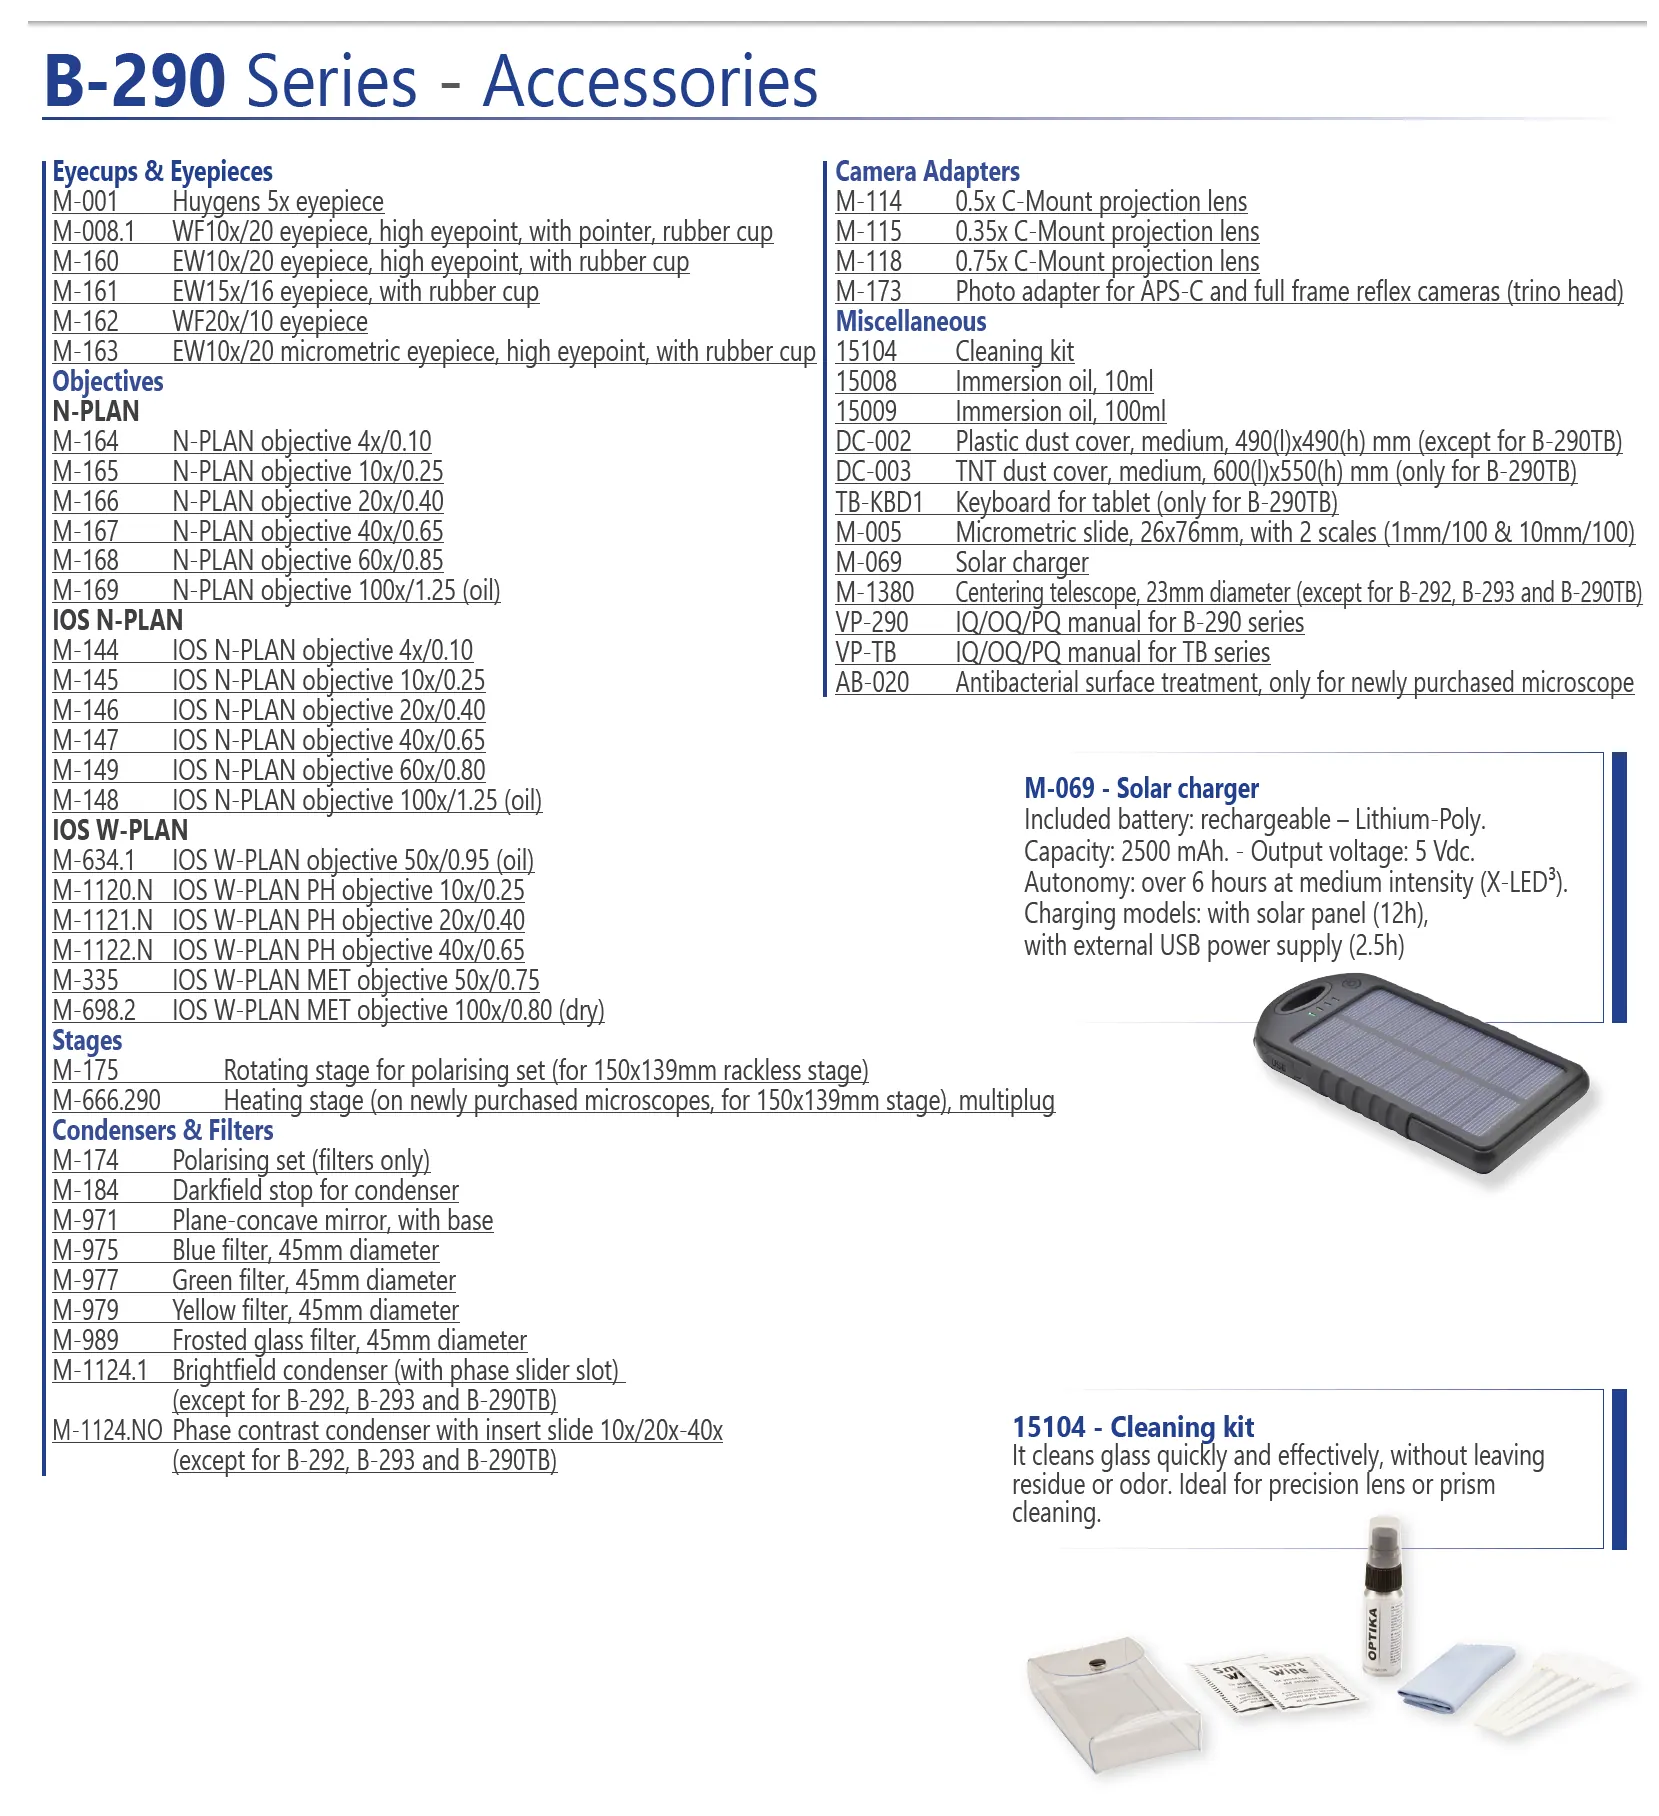 B-290 Series - Accessories
Eyecups & Eyepieces
M-001 Huygens 5x eyepiece
M-008.1 WF10x/20 eyepiece, high eyepoint, with pointer, rubber cup
M-160 EW10x/20 eyepiece, high eyepoint, with rubber cup
M-161 EW15x/16 eyepiece, with rubber cup
M-162 WF20x/10 eyepiece
M-163 EW10x/20 micrometric eyepiece, high eyepoint, with rubber cup
Objectives
N-PLAN
M-164 N-PLAN objective 4x/0.10
M-165 N-PLAN objective 10x/0.25
M-166 N-PLAN objective 20x/0.40
M-167 N-PLAN objective 40x/0.65
M-168 N-PLAN objective 60x/0.85
M-169 N-PLAN objective 100x/1.25 (oil)
IOS N-PLAN
M-144 IOS N-PLAN objective 4x/0.10
M-145 IOS N-PLAN objective 10x/0.25
M-146 IOS N-PLAN objective 20x/0.40
M-147 IOS N-PLAN objective 40x/0.65
M-149 IOS N-PLAN objective 60x/0.80
M-148 IOS N-PLAN objective 100x/1.25 (oil)
IOS W-PLAN
M-634.1 IOS W-PLAN objective 50x/0.95 (oil)
M-1120.N IOS W-PLAN PH objective 10x/0.25
M-1121.N IOS W-PLAN PH objective 20x/0.40
M-1122.N IOS W-PLAN PH objective 40x/0.65
M-335 IOS W-PLAN MET objective 50x/0.75
M-698.2 IOS W-PLAN MET objective 100x/0.80 (dry)
Stages
M-175 Rotating stage for polarising set (for 150x139mm rackless stage)
M-666.290 Heating stage (on newly purchased microscopes, for 150x139mm stage), multiplug
Condensers & Filters
M-174 Polarising set (filters only)
M-184 Darkfield stop for condenser
M-971 Plane-concave mirror, with base
M-975 Blue filter, 45mm diameter
M-977 Green filter, 45mm diameter
M-979 Yellow filter, 45mm diameter
M-989 Frosted glass filter, 45mm diameter
M-1124.1 Brightfield condenser (with phase slider slot)
(except for B-292, B-293 and B-290TB)
M-1124.NO Phase contrast condenser with insert slide 10x/20x-40x
(except for B-292, B-293 and B-290TB)
Camera Adapters
M-114 0.5x C-Mount projection lens
M-115 0.35x C-Mount projection lens
M-118 0.75x C-Mount projection lens
M-173 Photo adapter for APS-C and full frame reflex cameras (trino head)
Miscellaneous
15104 Cleaning kit
15008 Immersion oil, 10ml
15009 Immersion oil, 100ml
DC-002 Plastic dust cover, medium, 490(l)x490(h) mm (except for B-290TB)
DC-003 TNT dust cover, medium, 600(l)x550(h) mm (only for B-290TB)
TB-KBD1 Keyboard for tablet (only for B-290TB)
M-005 Micrometric slide, 26x76mm, with 2 scales (1mm/100 & 10mm/100)
M-069 Solar charger
M-1380 Centering telescope, 23mm diameter (except for B-292, B-293 and B-290TB)
VP-290 IQ/OQ/PQ manual for B-290 series
VP-TB IQ/OQ/PQ manual for TB series
AB-020 Antibacterial surface treatment, only for newly purchased microscope
M-069 - Solar charger
Included battery: rechargeable – Lithium-Poly.
Capacity: 2500 mAh. - Output voltage: 5 Vdc.
Autonomy: over 6 hours at medium intensity (X-LED³).
Charging models: with solar panel (12h),
with external USB power supply (2.5h)
15104 - Cleaning kit
It cleans glass quickly and effectively, without leaving
residue or odor. Ideal for precision lens or prism
cleaning.
OPTIKA
smart
wipe